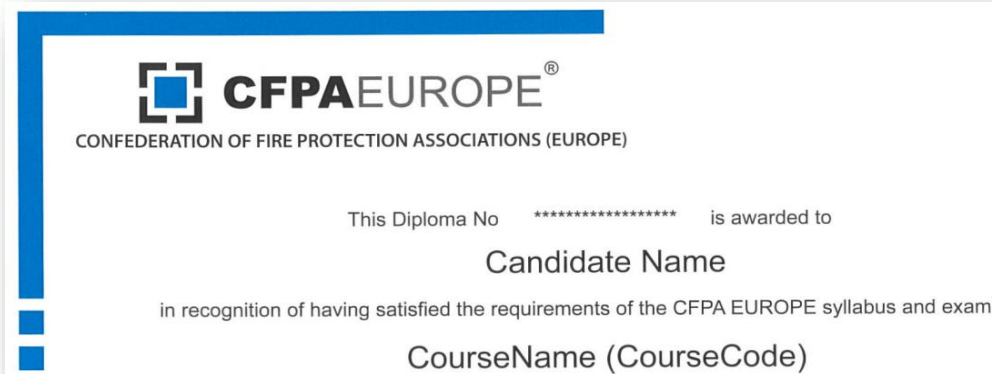 CFPAEUROPE®
CONFEDERATION OF FIRE PROTECTION ASSOCIATIONS (EUROPE)
This Diploma No ****************** is awarded to
Candidate Name
in recognition of having satisfied the requirements of the CFPA EUROPE syllabus and exam
CourseName (CourseCode)